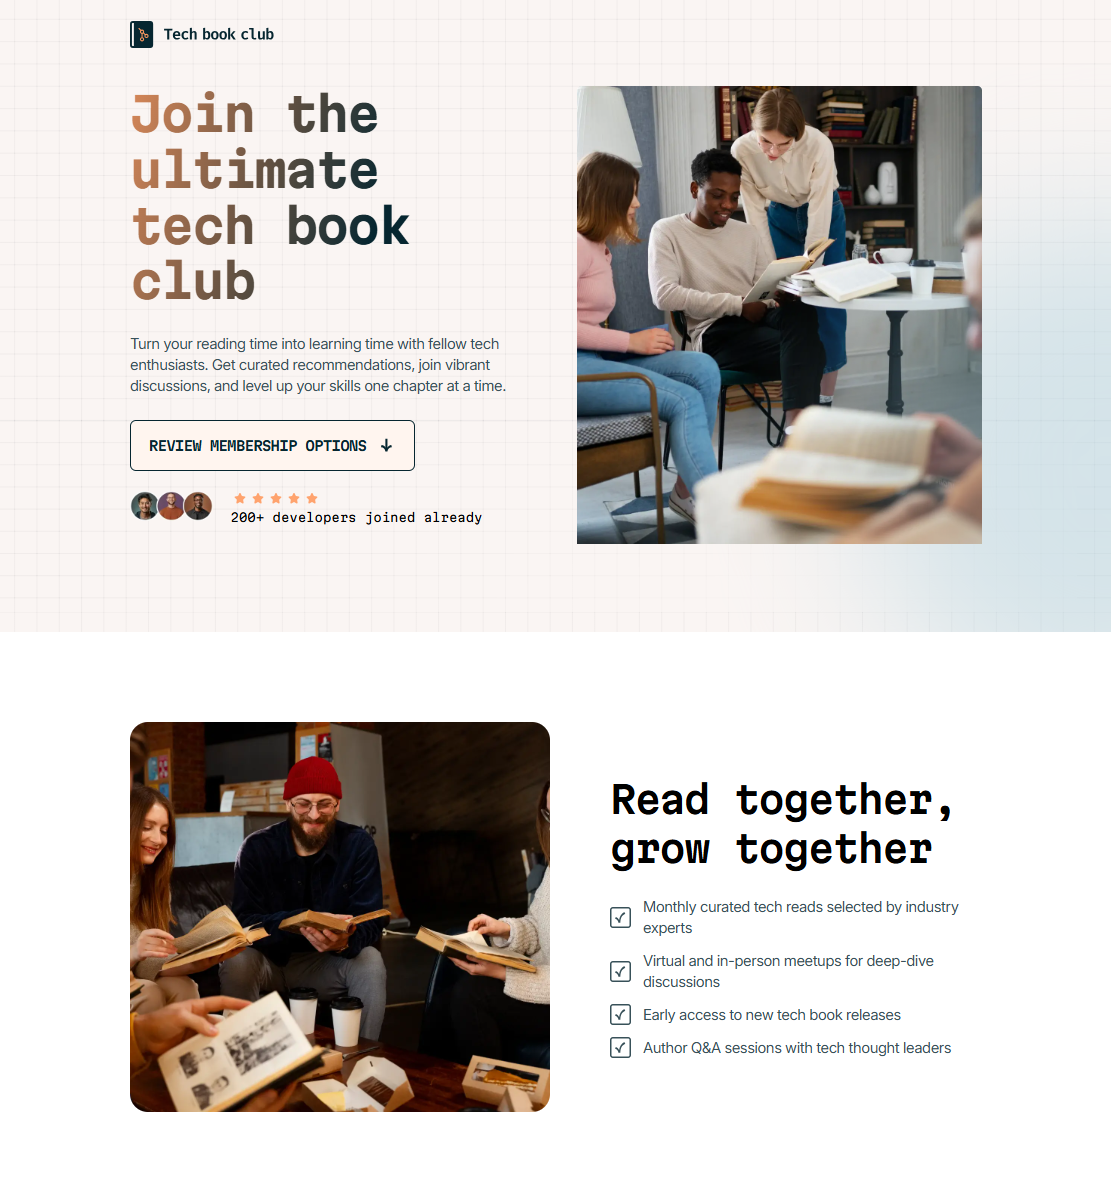 Tech book club
Join the
ultimate
tech book
club
Turn your reading time into learning time with fellow tech
enthusiasts. Get curated recommendations, join vibrant
discussions, and level up your skills one chapter at a time.
REVIEW MEMBERSHIP OPTIONS
200+ developers joined already
Read together,
grow together
Monthly curated tech reads selected by industry
experts
Virtual and in-person meetups for deep-dive
discussions
Early access to new tech book releases
Author Q&A sessions with tech thought leaders